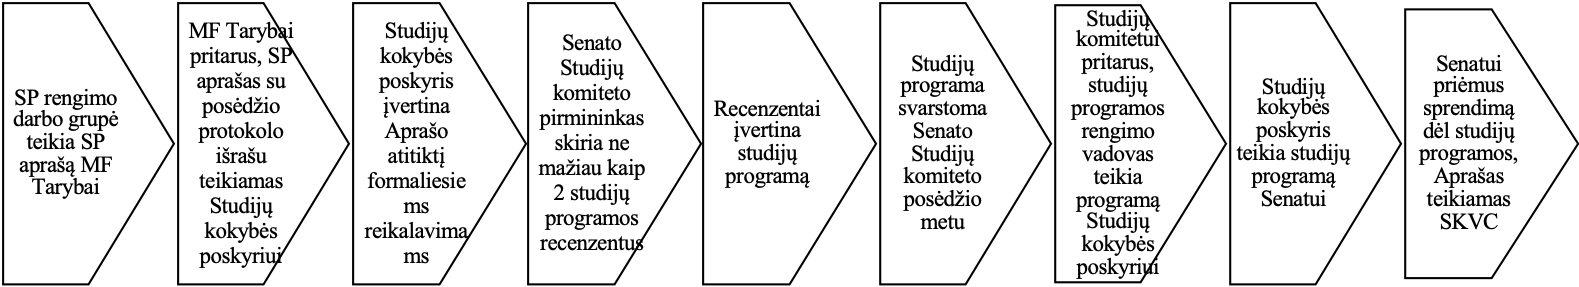 SP rengimo
darbo grupė
teikia SP
aprašą MF
Tarybai
MF Tarybai
pritarus, SP
aprašas su
posėdžio
protokolo
išrašu
teikiamas
Studijų
kokybės
poskyriui
Studijų
kokybės
poskyris
įvertina
Aprašo
atitiktį
formaliesie
ms
reikalavima
ms
Senato
Studijų
komiteto
pirmininkas
skiria ne
mažiau kaip
2 studijų
programos
recenzentus
Recenzentai
įvertina
studijų
programą
Studijų
programa
svarstoma
Senato
Studijų
komiteto
posėdžio
metu
Studijų
komitetui
pritarus,
studijų
programos
rengimo
vadovas
teikia
programą
Studijų
kokybės
poskyriui
Studijų
kokybės
poskyris
teikia studijų
programą
Senatui
Senatui
priėmus
sprendimą
dėl studijų
programos,
Aprašas
teikiamas
SKVC